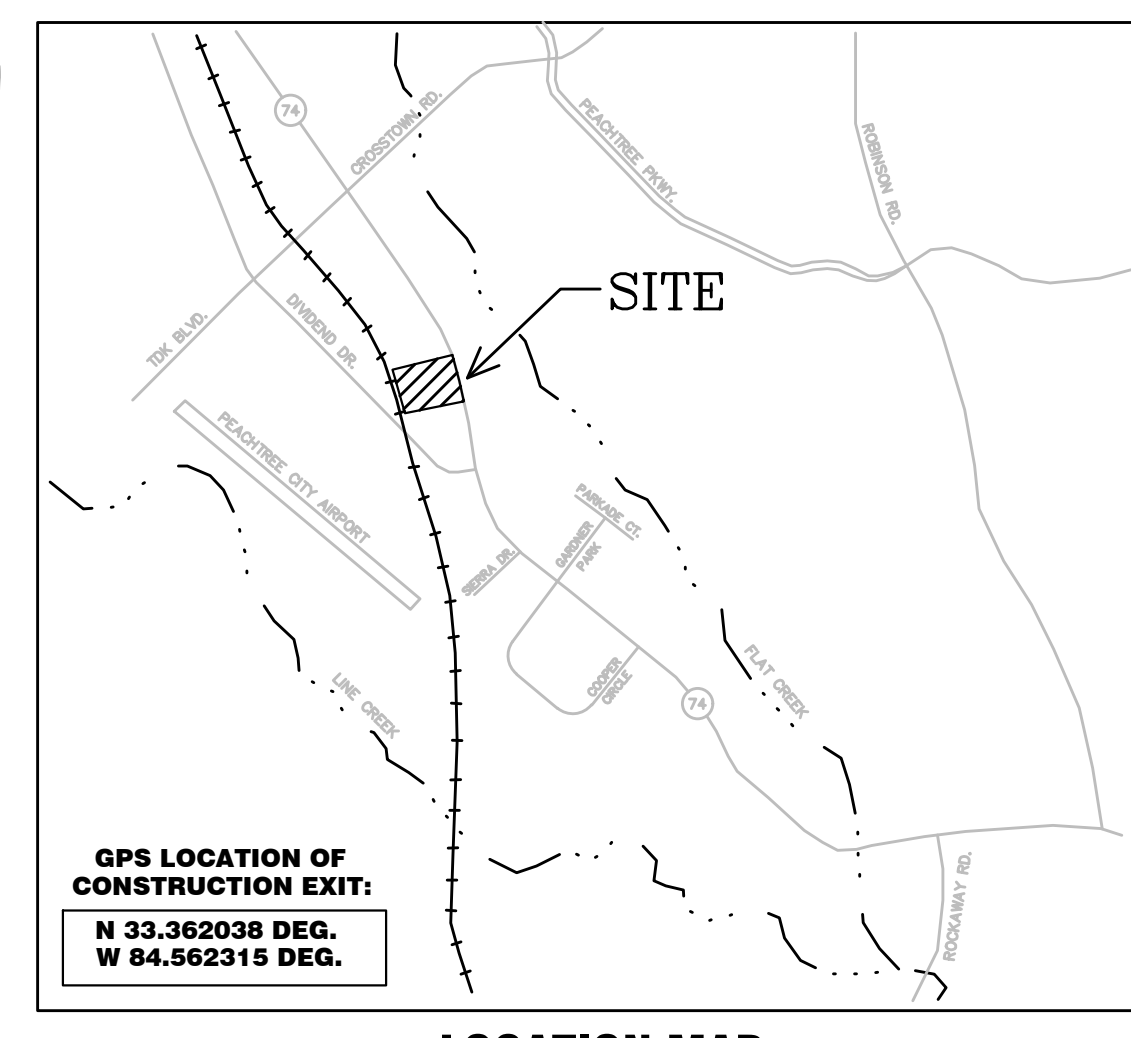 74
CROSSTOWN RD.
PEACHTREE PKWY.
ROBINSON RD.
SITE
TDK BLVD.
DIVIDEND DR.
PEACHTREE CITY AIRPORT
PARKADE CT.
GARDNER
PARK
SIERRA DR.
COOPER
CIRCLE
FLAT CREEK
LINE CREEK
74
ROCKAWAY RD.
GPS LOCATION OF
CONSTRUCTION EXIT:
N 33.362038 DEG.
W 84.562315 DEG.
LOCATION MAP